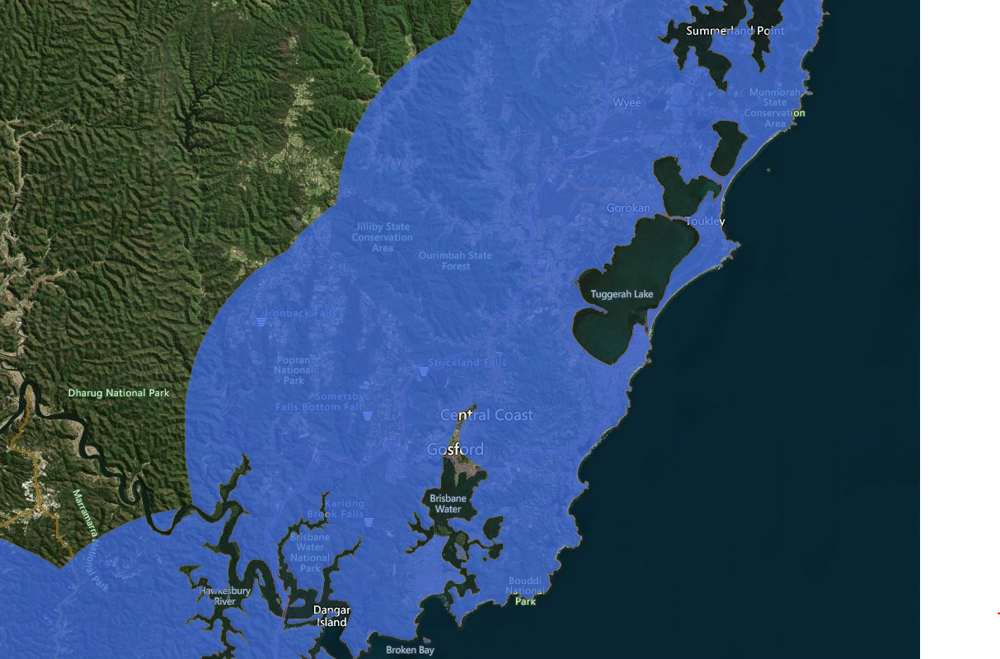 Summerland Point
Munmorah
State
Conservation
Area
Wyee
Gorokan
Toukley
Jilliby State
Conservation
Area
Ourimbah State
Forest
Tuggerah Lake
Ironback Falls
Popran
National
Park
Strickland Falls
Dharug National Park
Somersby
Falls Bottom Fall
Central Coast
Gosford
Marramarra National Park
Brisbane
Water
Kariong
Brook Falls
Brisbane
Water
National
Park
Bouddi
National
Park
Hawkesbury
River
Dangar
Island
Broken Bay